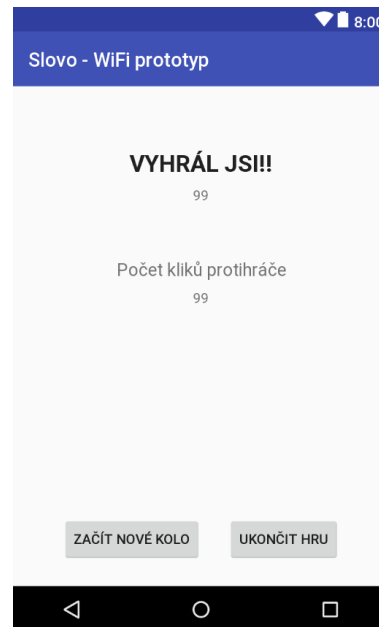 8:00
Slovo - WiFi prototyp
VYHRÁL JSI!!
99
Počet kliků protihráče
99
ZAČÍT NOVÉ KOLO UKONČIT HRU